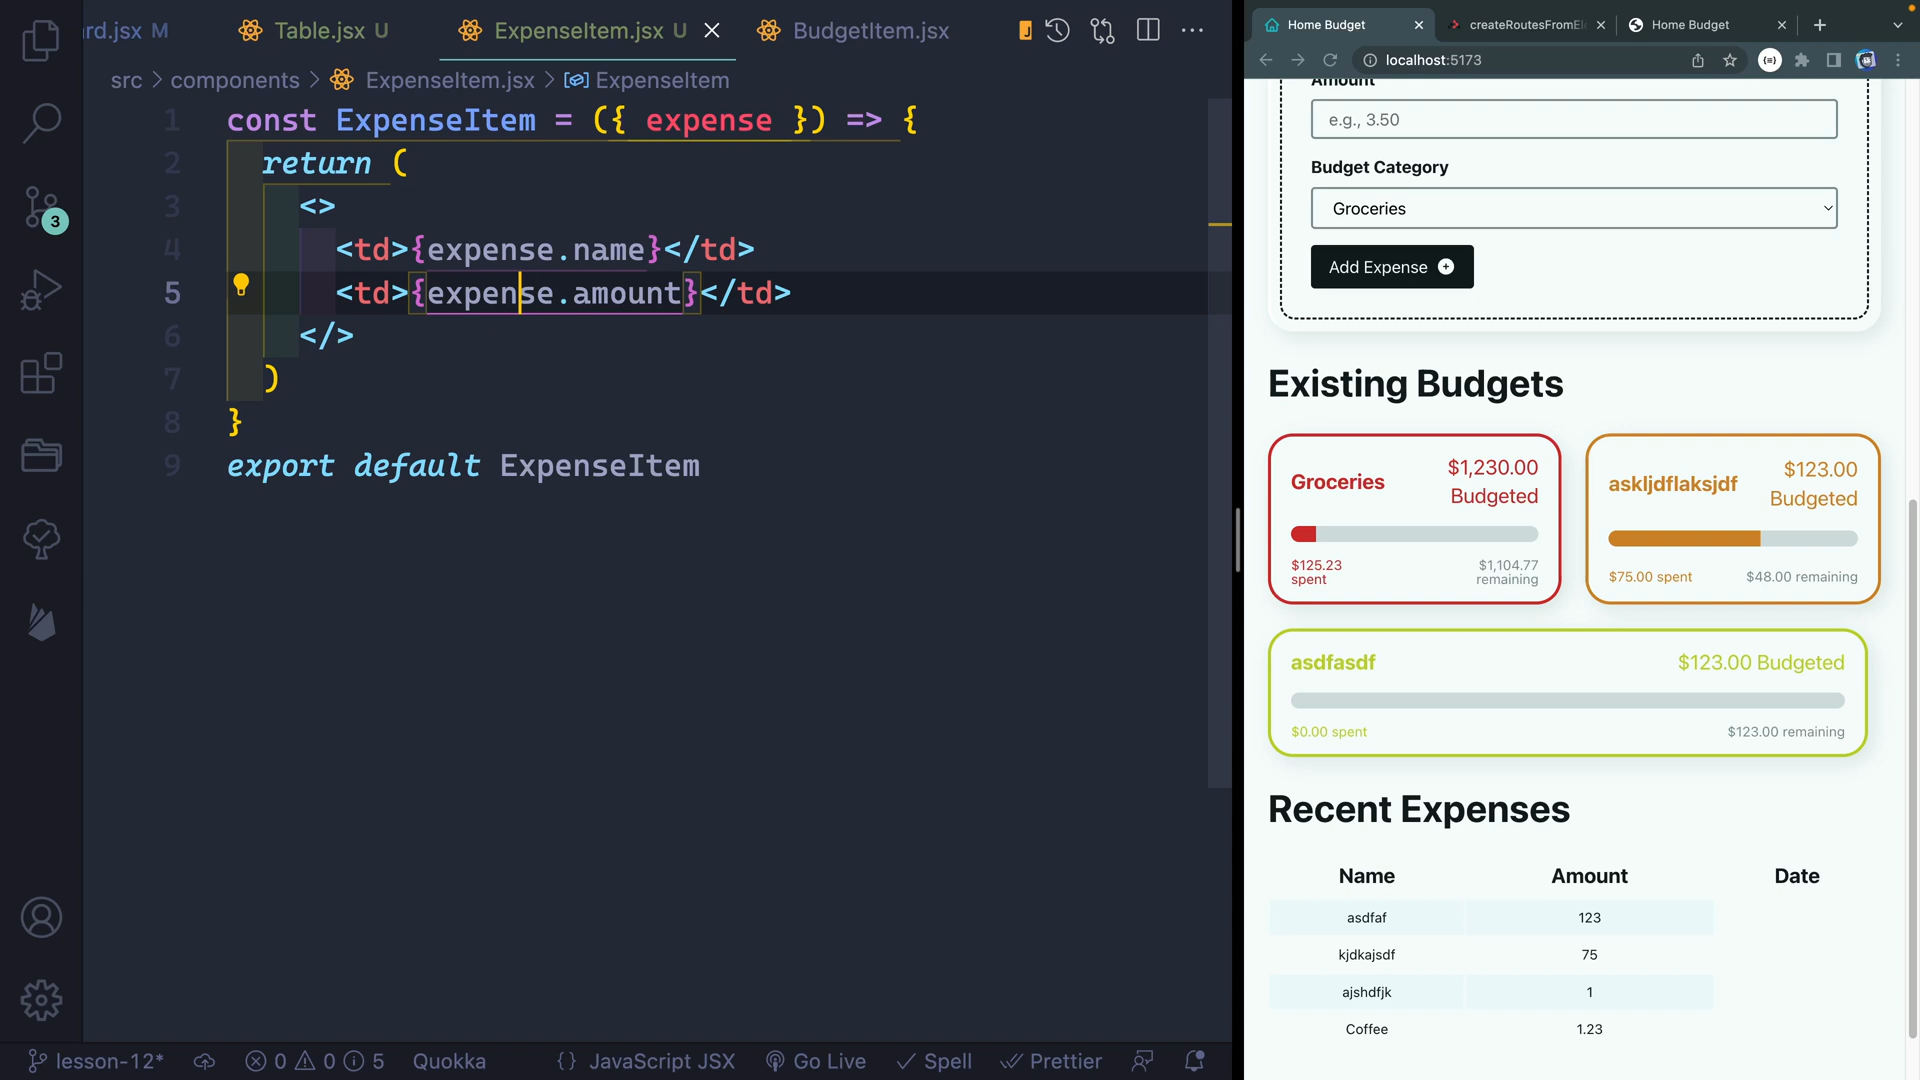 rd.jsx M
Table.jsx U
ExpenseItem.jsx U
BudgetItem.jsx
src > components > ExpenseItem.jsx > ExpenseItem
1 const ExpenseItem = ({ expense }) => {
2 return (
3 <>
4 <td>{expense.name}</td>
5 <td>{expense.amount}</td>
6 </>
7 )
8 }
9 export default ExpenseItem
3
lesson-12*
0 0 5
Quokka
{} JavaScript JSX
Go Live
Spell
Prettier
Home Budget
createRoutesFromEl
Home Budget
localhost:5173
Amount
e.g., 3.50
Budget Category
Groceries
Add Expense
Existing Budgets
Groceries
$1,230.00
Budgeted
$125.23
spent
$1,104.77
remaining
askljdflaksjdf
$123.00
Budgeted
$75.00 spent
$48.00 remaining
asdfasdf
$123.00 Budgeted
$0.00 spent
$123.00 remaining
Recent Expenses
Name Amount Date
asdfaf 123
kjdkajsdf 75
ajshdfjk 1
Coffee 1.23